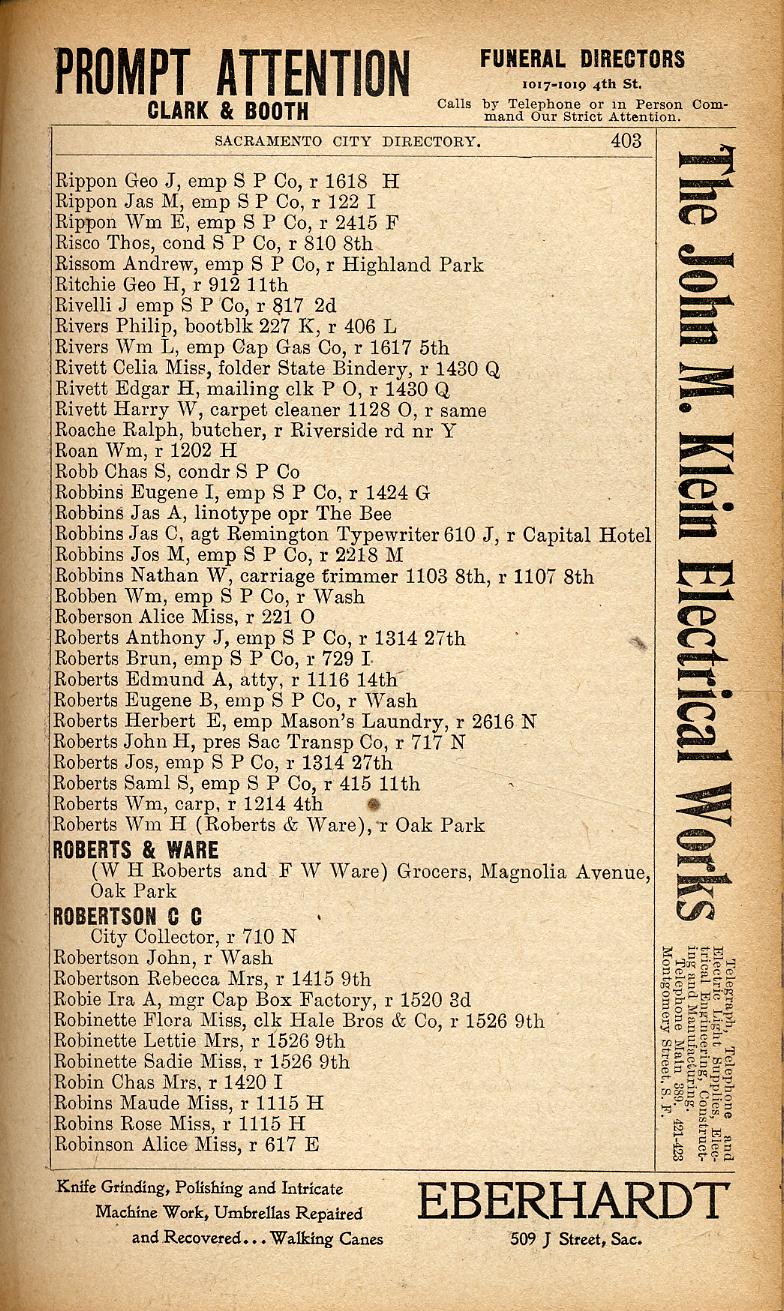 PROMPT ATTENTION
CLARK & BOOTH
FUNERAL DIRECTORS
1017-1019 4th St.
Calls by Telephone or in Person Com-
mand Our Strict Attention.
SACRAMENTO CITY DIRECTORY. 403
Rippon Geo J, emp S P Co, r 1618 H
Rippon Jas M, emp S P Co, r 122 I
Rippon Wm E, emp S P Co, r 2415 F
Risco Thos, cond S P Co, r 810 8th
Rissom Andrew, emp S P Co, r Highland Park
Ritchie Geo H, r 912 11th
Rivelli J emp S P Co, r 817 2d
Rivers Philip, bootblk 227 K, r 406 L
Rivers Wm L, emp Cap Gas Co, r 1617 5th
Rivett Celia Miss, folder State Bindery, r 1430 Q
Rivett Edgar H, mailing clk P O, r 1430 Q
Rivett Harry W, carpet cleaner 1128 O, r same
Roache Ralph, butcher, r Riverside rd nr Y
Roan Wm, r 1202 H
Robb Chas S, condr S P Co
Robbins Eugene I, emp S P Co, r 1424 G
Robbins Jas A, linotype opr The Bee
Robbins Jas C, agt Remington Typewriter 610 J, r Capital Hotel
Robbins Jos M, emp S P Co, r 2218 M
Robbins Nathan W, carriage trimmer 1103 8th, r 1107 8th
Robben Wm, emp S P Co, r Wash
Roberson Alice Miss, r 221 O
Roberts Anthony J, emp S P Co, r 1314 27th
Roberts Brun, emp S P Co, r 729 I
Roberts Edmund A, atty, r 1116 14th
Roberts Eugene B, emp S P Co, r Wash
Roberts Herbert E, emp Mason's Laundry, r 2616 N
Roberts John H, pres Sac Transp Co, r 717 N
Roberts Jos, emp S P Co, r 1314 27th
Roberts Saml S, emp S P Co, r 415 11th
Roberts Wm, carp, r 1214 4th
Roberts Wm H (Roberts & Ware), r Oak Park
ROBERTS & WARE
(W H Roberts and F W Ware) Grocers, Magnolia Avenue,
Oak Park
ROBERTSON C C
City Collector, r 710 N
Robertson John, r Wash
Robertson Rebecca Mrs, r 1415 9th
Robie Ira A, mgr Cap Box Factory, r 1520 3d
Robinette Flora Miss, clk Hale Bros & Co, r 1526 9th
Robinette Lettie Mrs, r 1526 9th
Robinette Sadie Miss, r 1526 9th
Robin Chas Mrs, r 1420 I
Robins Maude Miss, r 1115 H
Robins Rose Miss, r 1115 H
Robinson Alice Miss, r 617 E
The John M. Klein Electrical Works
Telegraph, Telephone and
Electric Light Supplies, Elec-
trical Engineering, Construct-
ing and Manufacturing.
Telephone Main 389. 421-423
Montgomery Street, S. F.
Knife Grinding, Polishing and Intricate
Machine Work, Umbrellas Repaired
and Recovered...Walking Canes
EBERHARDT
509 J Street, Sac.